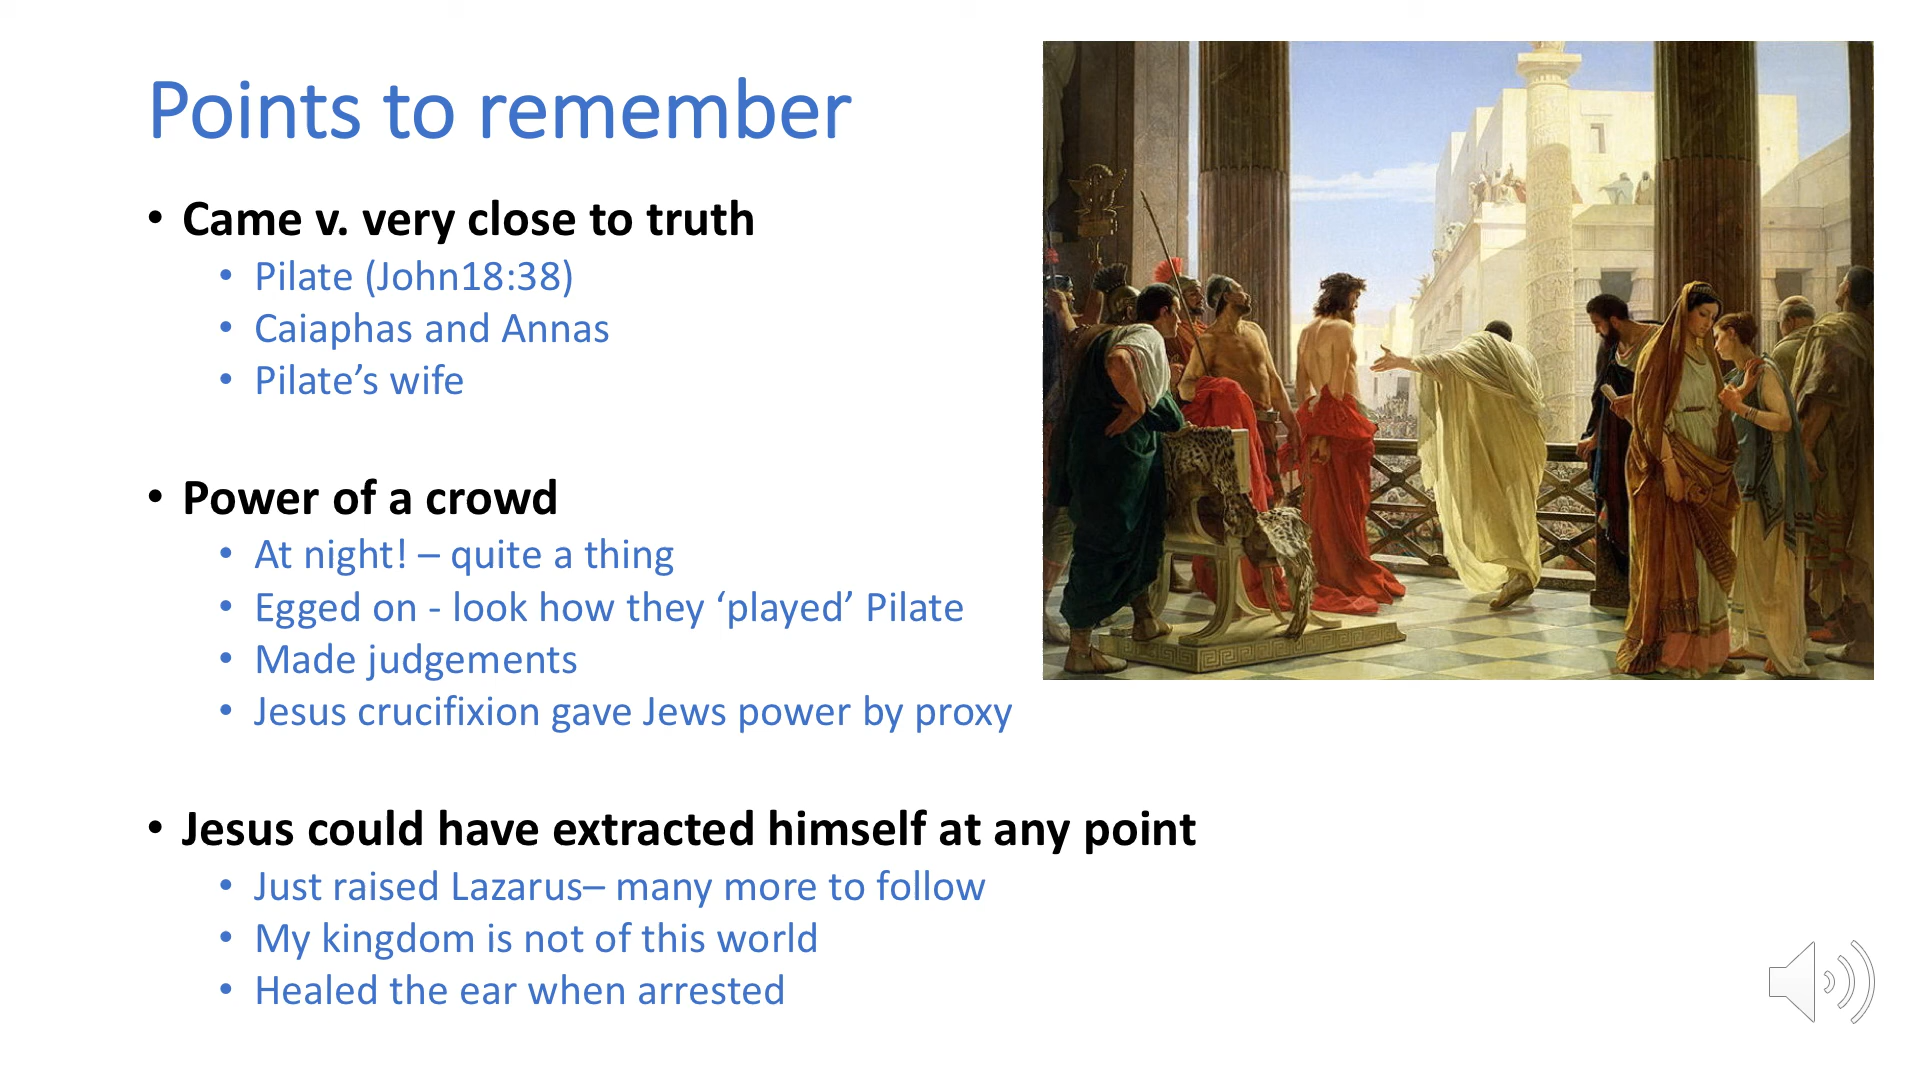 Points to remember
• Came v. very close to truth
• Pilate (John18:38)
• Caiaphas and Annas
• Pilate’s wife
• Power of a crowd
• At night! – quite a thing
• Egged on - look how they ‘played’ Pilate
• Made judgements
• Jesus crucifixion gave Jews power by proxy
• Jesus could have extracted himself at any point
• Just raised Lazarus– many more to follow
• My kingdom is not of this world
• Healed the ear when arrested